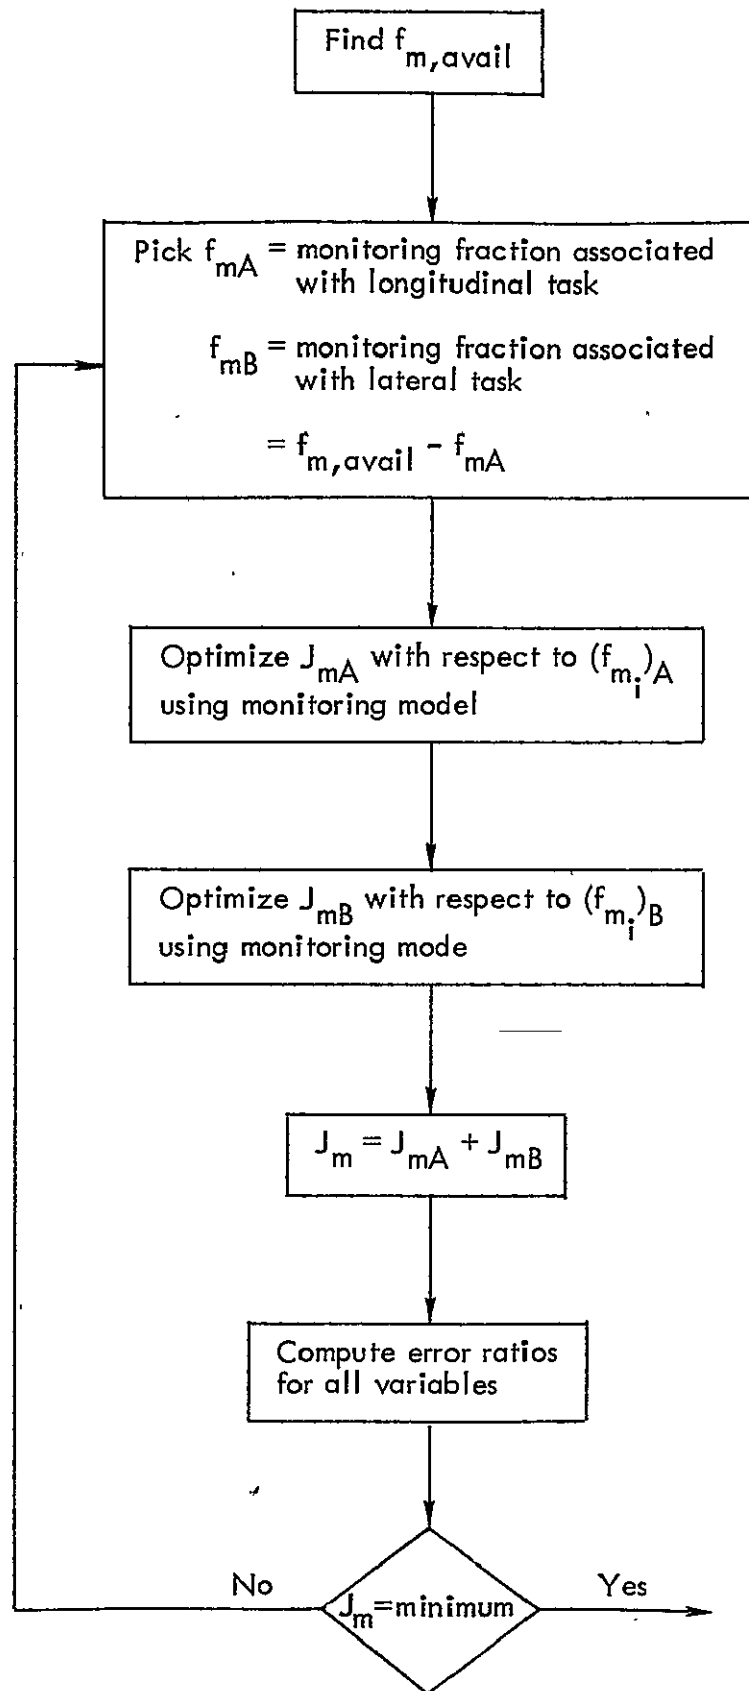 Find f_m,avail
Pick f_mA = monitoring fraction associated
with longitudinal task
f_mB = monitoring fraction associated
with lateral task
= f_m,avail - f_mA
Optimize J_mA with respect to (f_m_i)_A
using monitoring model
Optimize J_mB with respect to (f_m_i)_B
using monitoring mode
J_m = J_mA + J_mB
Compute error ratios
for all variables
No
J_m=minimum
Yes